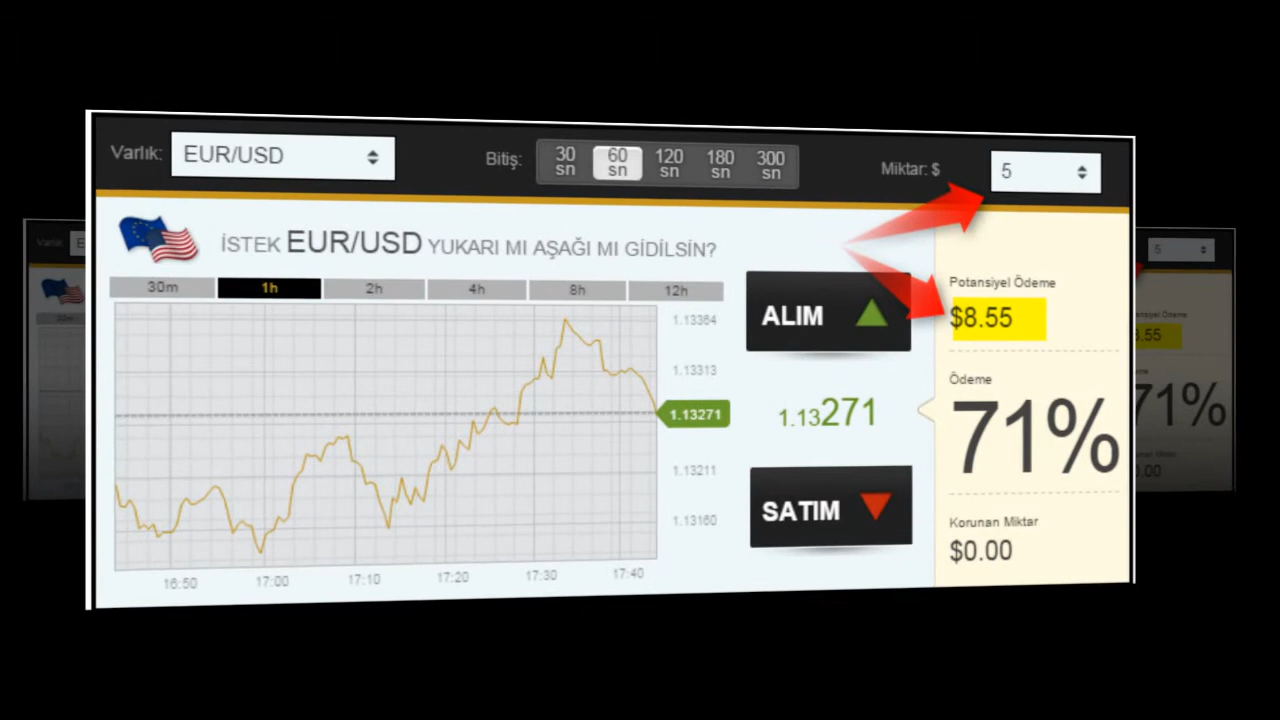 Varlık: EUR/USD Bitiş: 30 sn 60 sn 120 sn 180 sn 300 sn Miktar: $ 5
İSTEK EUR/USD YUKARI MI AŞAĞI MI GİDİLSİN?
30m 1h 2h 4h 8h 12h
1.13364
1.13313
1.13271
1.13211
1.13160
16:50 17:00 17:10 17:20 17:30 17:40
ALIM
1.13271
SATIM
Potansiyel Ödeme
$8.55
Ödeme
71%
Korunan Miktar
$0.00
5
71%